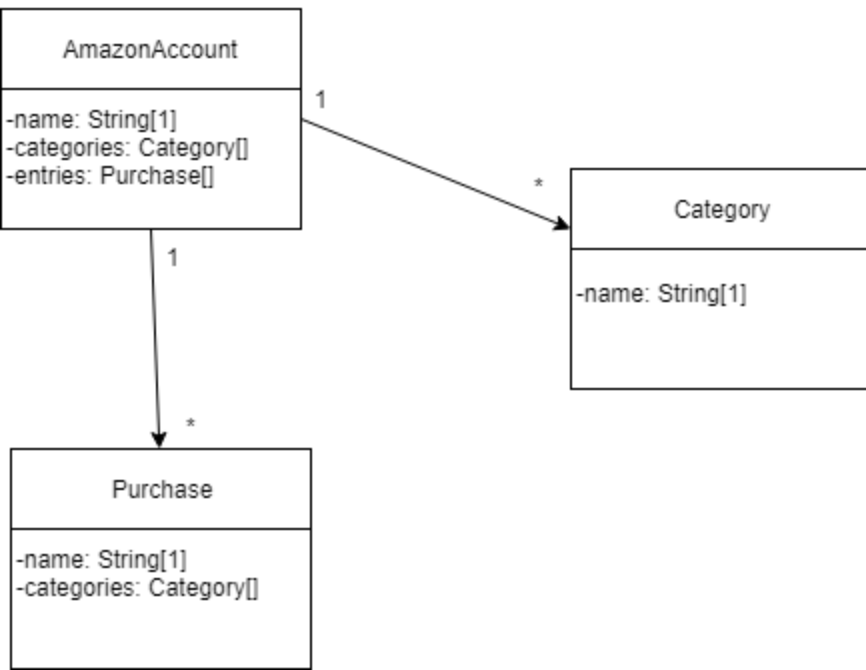 AmazonAccount
-name: String[1]
-categories: Category[]
-entries: Purchase[]
1
*
Category
-name: String[1]
1
*
Purchase
-name: String[1]
-categories: Category[]